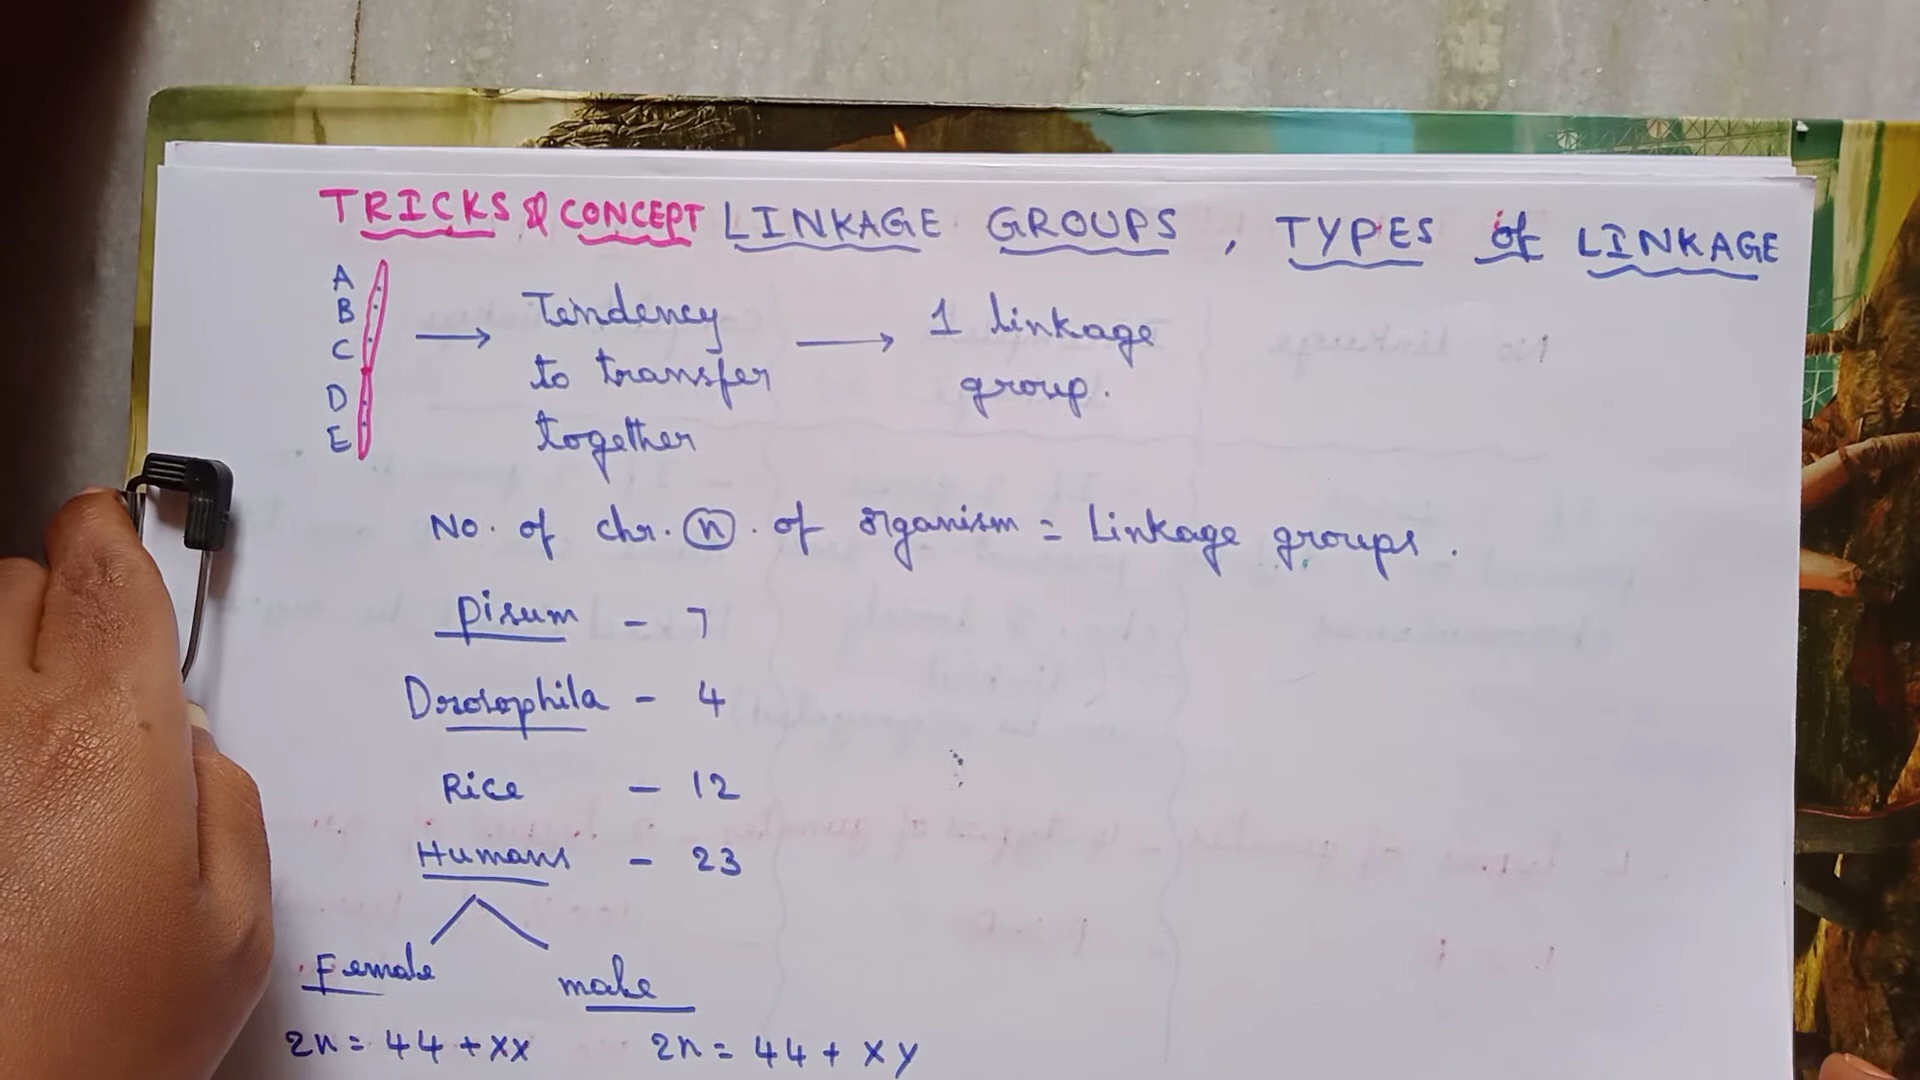 TRICKS & CONCEPT LINKAGE GROUPS, TYPES of LINKAGE
A
B
C
D
E
→ Tendency to transfer together
→ 1 linkage group.
No. of chr. (n). of organism = Linkage groups.
Pisum - 7
Drosophila - 4
Rice - 12
Humans - 23
Female
male
2n = 44 + XX
2n = 44 + XY